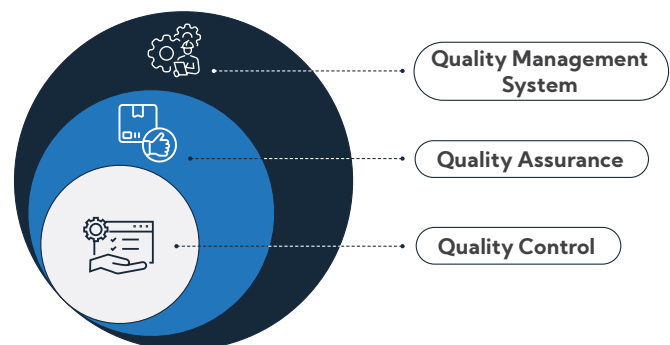 Quality Management
System
Quality Assurance
Quality Control